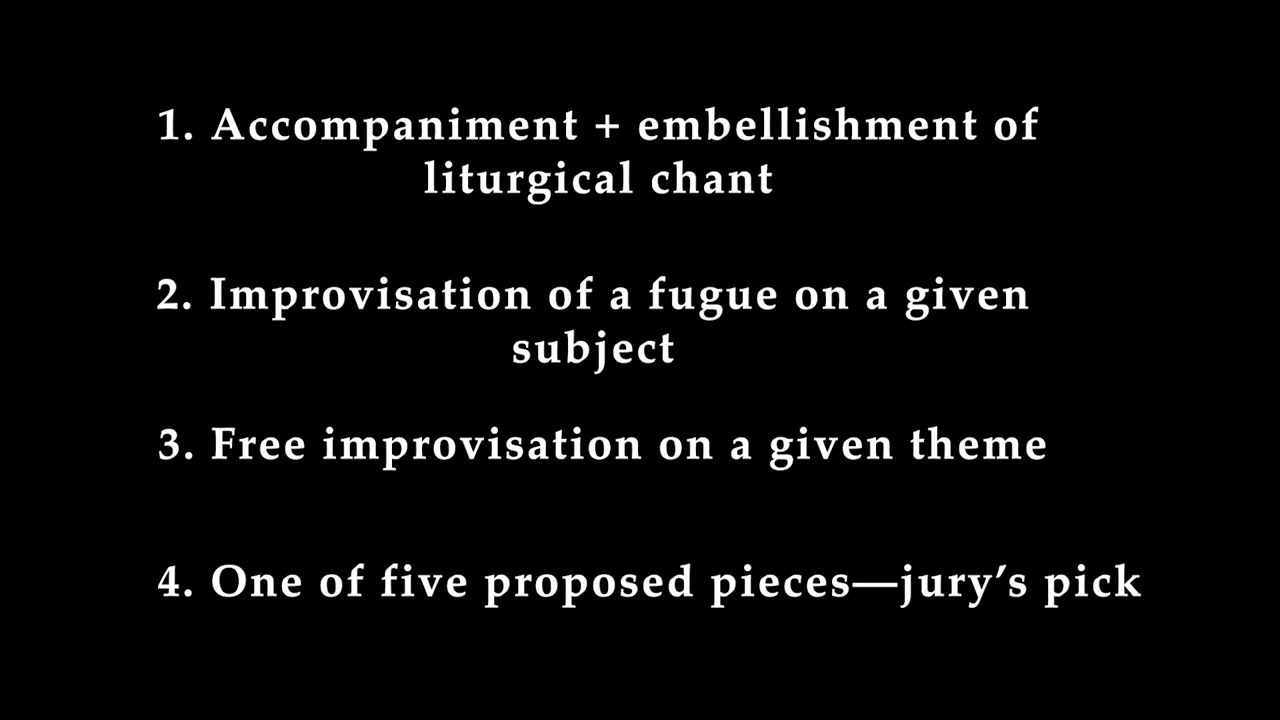 1. Accompaniment + embellishment of
liturgical chant
2. Improvisation of a fugue on a given
subject
3. Free improvisation on a given theme
4. One of five proposed pieces—jury’s pick